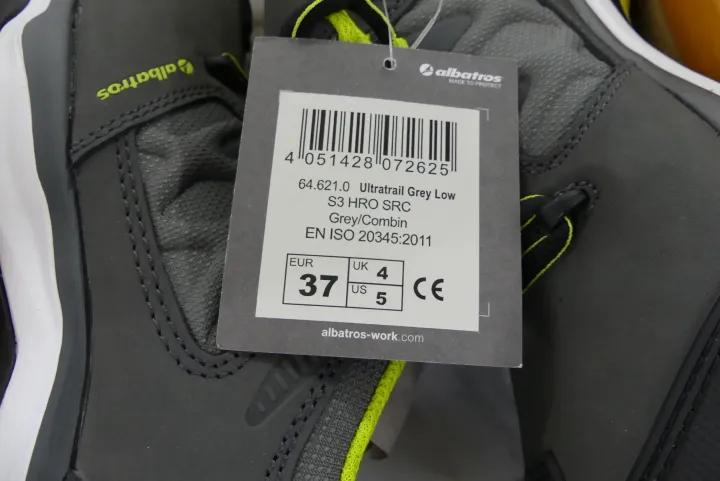 albatros
albatros
MADE TO PROTECT
4 051428 072625
64.621.0 Ultratrail Grey Low
S3 HRO SRC
Grey/Combin
EN ISO 20345:2011
EUR 37
UK 4
US 5
CE
albatros-work.com